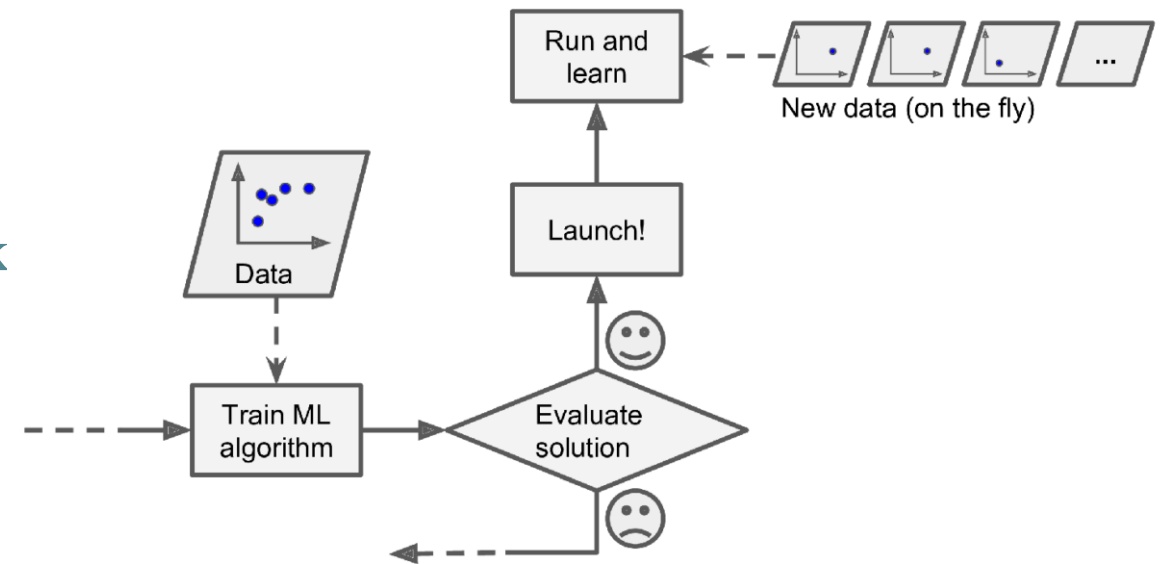 Run and
learn
New data (on the fly)
...
Launch!
Data
Train ML
algorithm
Evaluate
solution